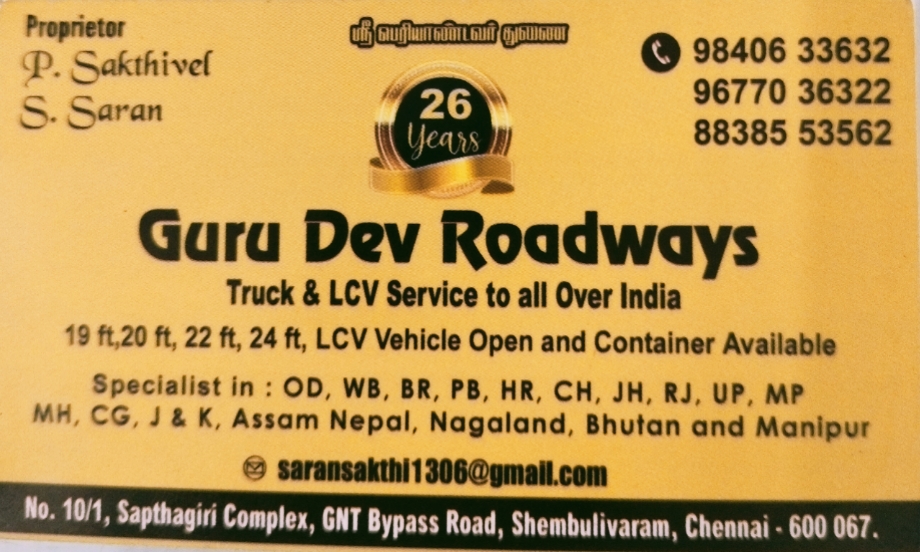 Proprietor
P. Sakthivel
S. Saran
ஸ்ரீ பெரியாண்டவர் துணை
98406 33632
96770 36322
88385 53562
26
Years
Guru Dev Roadways
Truck & LCV Service to all Over India
19 ft,20 ft, 22 ft, 24 ft, LCV Vehicle Open and Container Available
Specialist in : OD, WB, BR, PB, HR, CH, JH, RJ, UP, MP
MH, CG, J & K, Assam Nepal, Nagaland, Bhutan and Manipur
saransakthi1306@gmail.com
No. 10/1, Sapthagiri Complex, GNT Bypass Road, Shembulivaram, Chennai - 600 067.